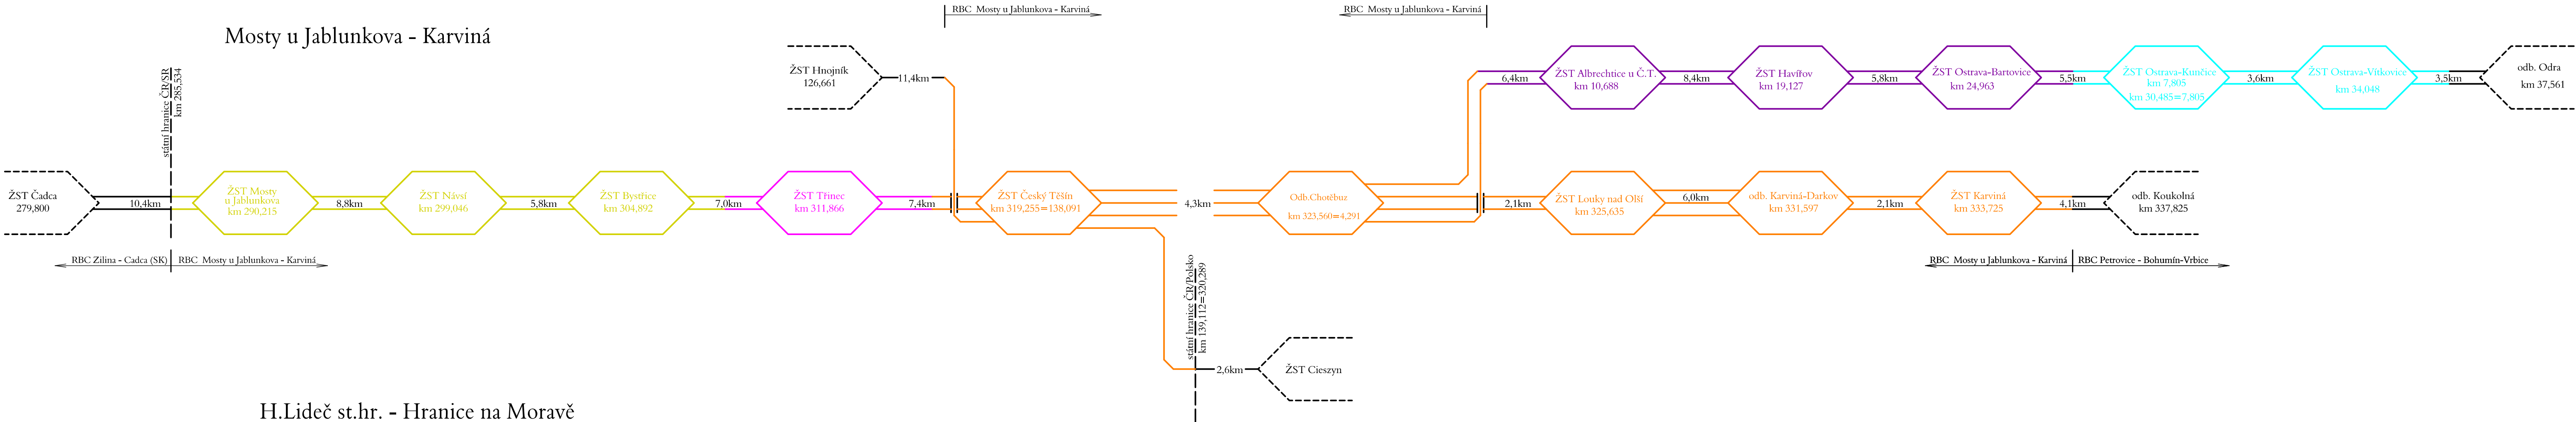 RBC Mosty u Jablunkova - Karviná
RBC Mosty u Jablunkova - Karviná
Mosty u Jablunkova - Karviná
státní hranice ČR/SR
km 285,534
ŽST Hnojník
126,661
11,4km
6,4km
ŽST Albrechtice u Č.T.
km 10,688
8,4km
ŽST Havířov
km 19,127
5,8km
ŽST Ostrava-Bartovice
km 24,963
5,5km
ŽST Ostrava-Kunčice
km 7,805
km 30,485=7,805
3,6km
ŽST Ostrava-Vítkovice
km 34,048
3,5km
odb. Odra
km 37,561
ŽST Čadca
279,800
10,4km
ŽST Mosty
u Jablunkova
km 290,215
8,8km
ŽST Návsí
km 299,046
5,8km
ŽST Bystřice
km 304,892
7,0km
ŽST Třinec
km 311,866
7,4km
ŽST Český Těšín
km 319,255=138,091
4,3km
Odb.Chotěbuz
km 323,560=4,291
2,1km
ŽST Louky nad Olší
km 325,635
6,0km
odb. Karviná-Darkov
km 331,597
2,1km
ŽST Karviná
km 333,725
4,1km
odb. Koukolná
km 337,825
RBC Zilina - Cadca (SK)
RBC Mosty u Jablunkova - Karviná
RBC Mosty u Jablunkova - Karviná
RBC Petrovice - Bohumín-Vrbice
státní hranice ČR/Polsko
km 139,112=320,289
2,6km
ŽST Cieszyn
H.Lideč st.hr. - Hranice na Moravě